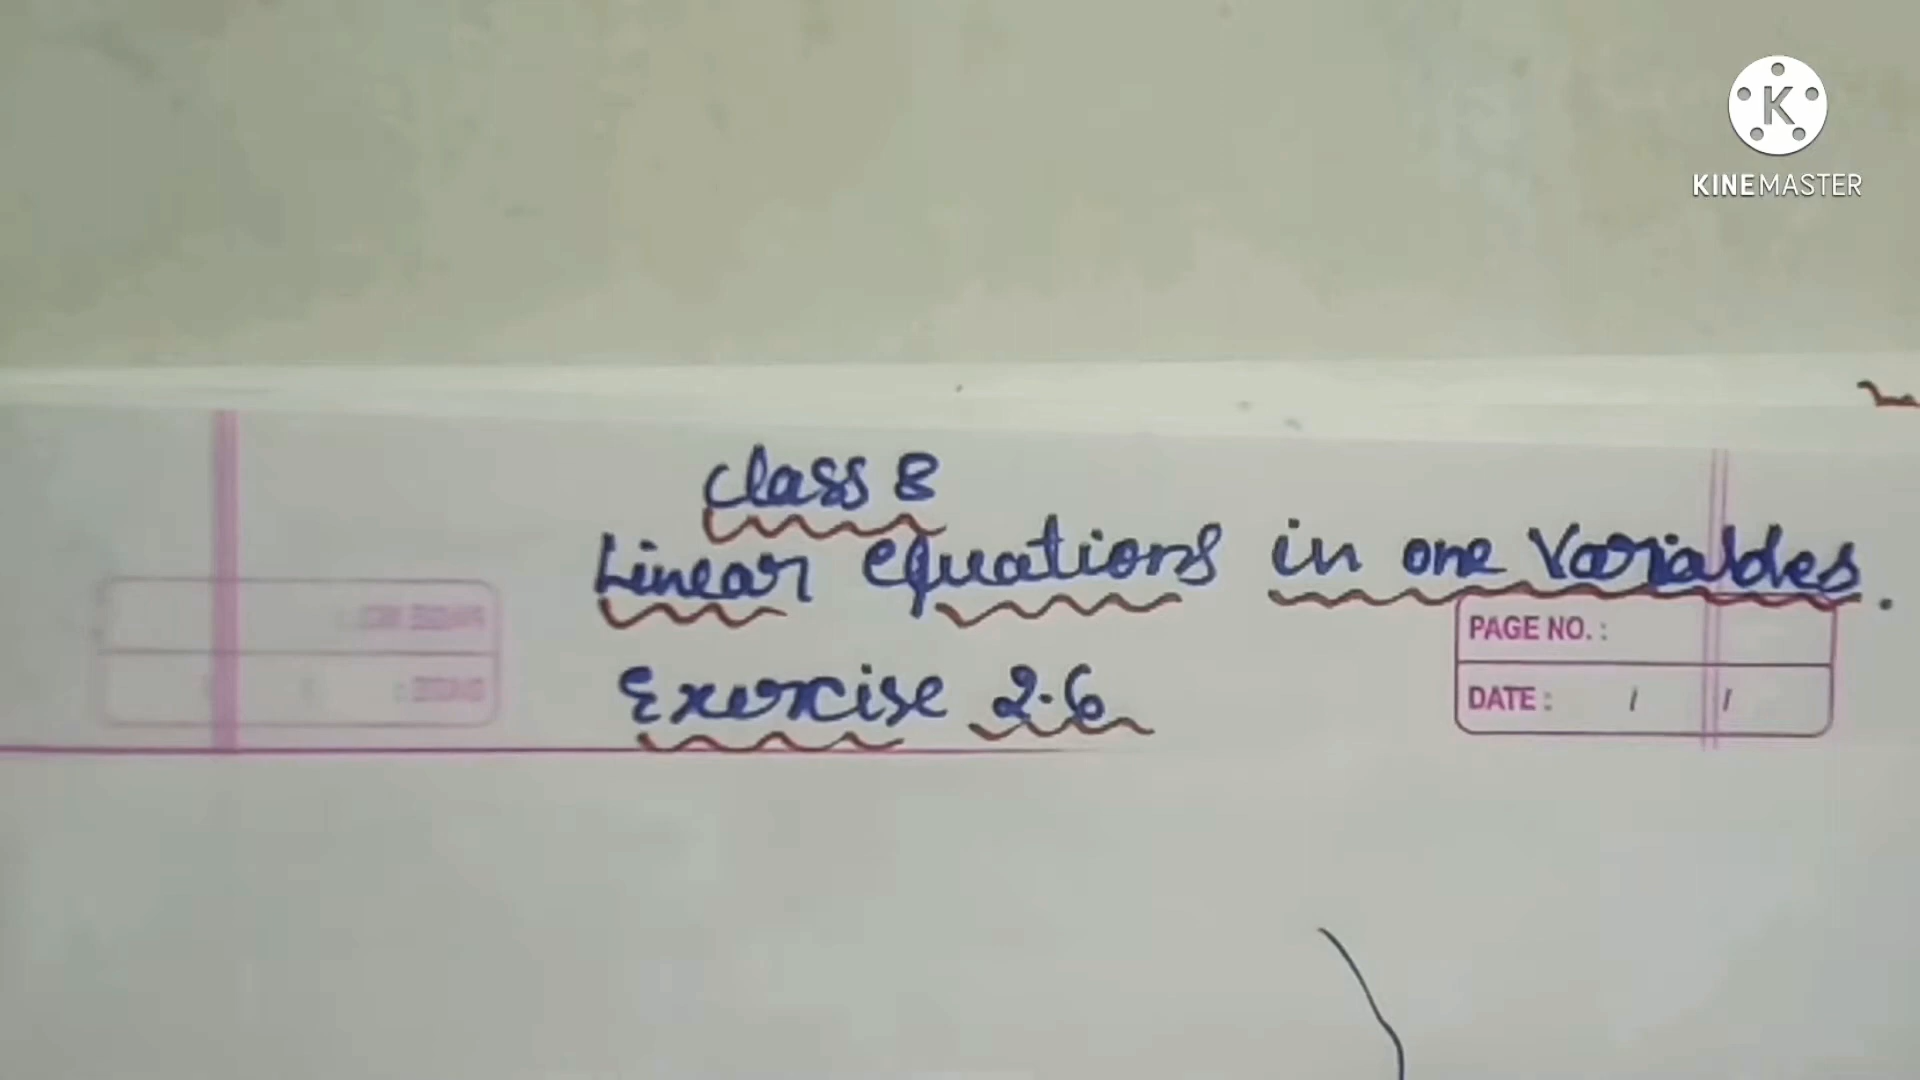 KINEMASTER
Class 8
Linear equations in one Variables.
Exercise 2.6
PAGE NO. :
DATE : / /